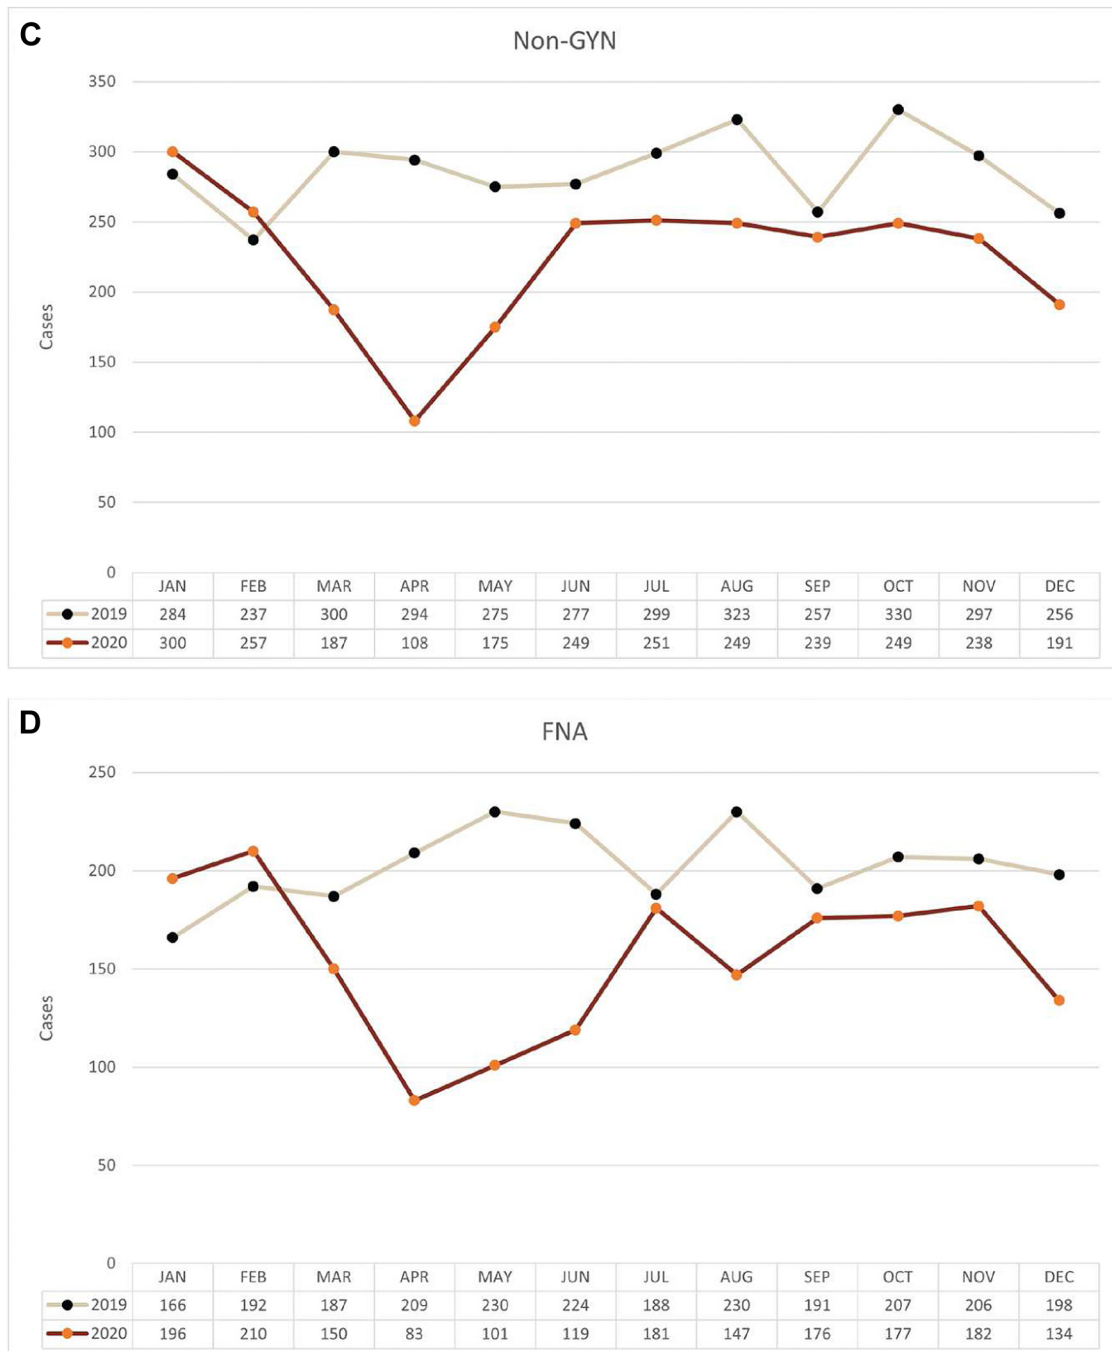 C
Non-GYN
350
300
250
200
150
100
50
0
Cases
JAN FEB MAR APR MAY JUN JUL AUG SEP OCT NOV DEC
2019 284 237 300 294 275 277 299 323 257 330 297 256
2020 300 257 187 108 175 249 251 249 239 249 238 191
D
FNA
250
200
150
100
50
0
Cases
JAN FEB MAR APR MAY JUN JUL AUG SEP OCT NOV DEC
2019 166 192 187 209 230 224 188 230 191 207 206 198
2020 196 210 150 83 101 119 181 147 176 177 182 134